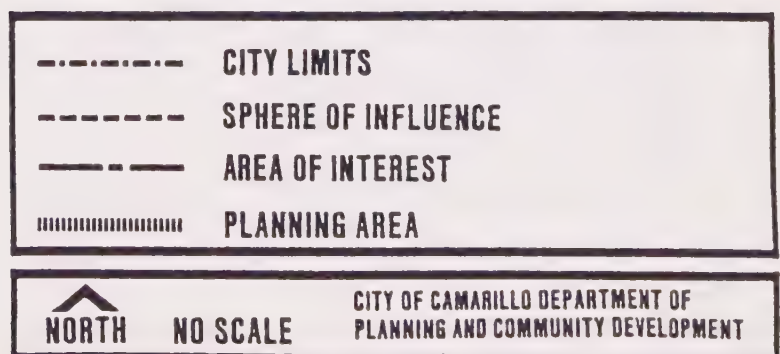 CITY LIMITS
SPHERE OF INFLUENCE
AREA OF INTEREST
PLANNING AREA
NORTH NO SCALE
CITY OF CAMARILLO DEPARTMENT OF
PLANNING AND COMMUNITY DEVELOPMENT